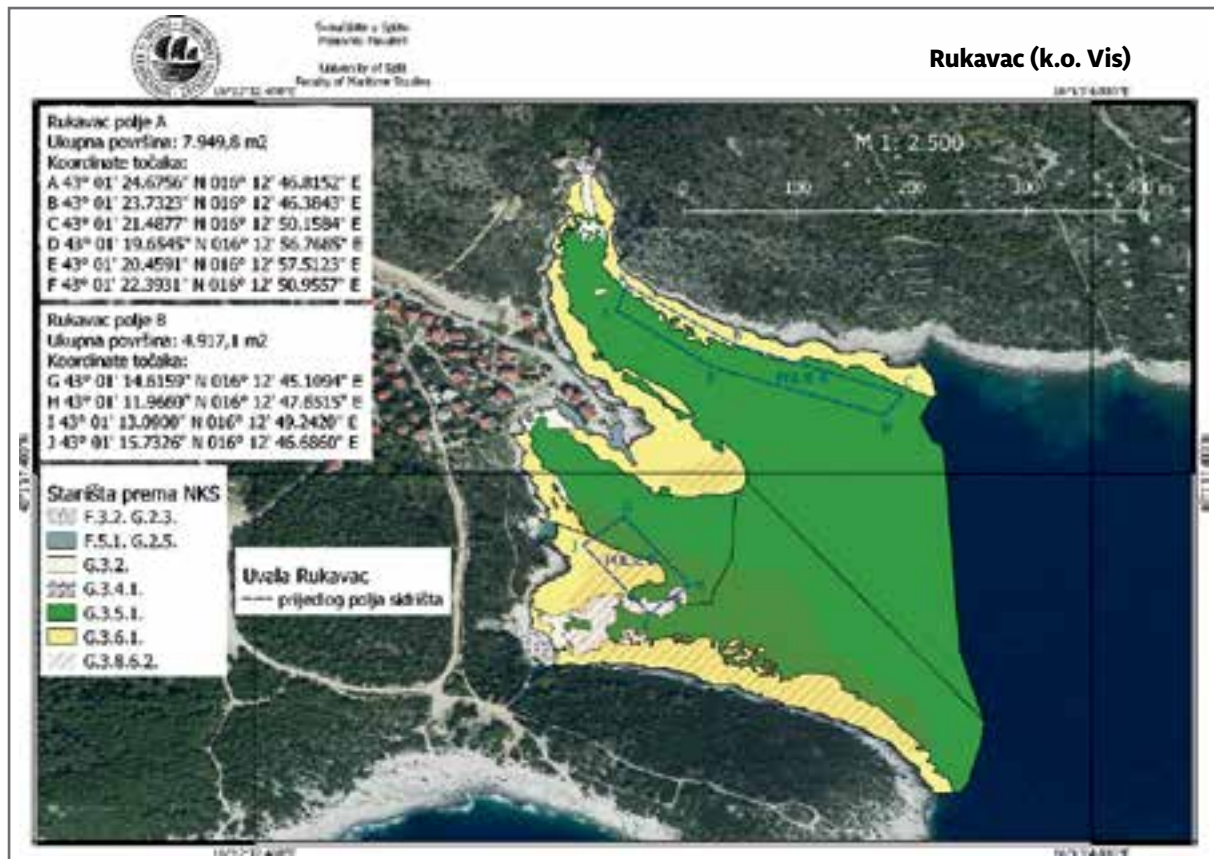 Sveučilište u Splitu
Pomorski fakultet
University of Split
Faculty of Maritime Studies
Rukavac (k.o. Vis)
Rukavac polje A
Ukupna površina: 7.949,8 m2
Koordinate točaka:
A 43° 01' 24.6756" N 016° 12' 46.8152" E
B 43° 01' 23.7323" N 016° 12' 46.3843" E
C 43° 01' 21.4877" N 016° 12' 50.1584" E
D 43° 01' 19.6545" N 016° 12' 56.7685" E
E 43° 01' 20.4591" N 016° 12' 57.5123" E
F 43° 01' 22.3931" N 016° 12' 50.9557" E
Rukavac polje B
Ukupna površina: 4.917,1 m2
Koordinate točaka:
G 43° 01' 14.6159" N 016° 12' 45.1094" E
H 43° 01' 11.9660" N 016° 12' 47.6515" E
I 43° 01' 13.0900" N 016° 12' 49.2420" E
J 43° 01' 15.7326" N 016° 12' 46.6860" E
M 1: 2.500
0 100 200 300 400 m
Staništa prema NKS
F.3.2. G.2.3.
F.5.1. G.2.5.
G.3.2.
G.3.4.1.
G.3.5.1.
G.3.6.1.
G.3.8.6.2.
Uvala Rukavac
prijedlog polja sidrišta